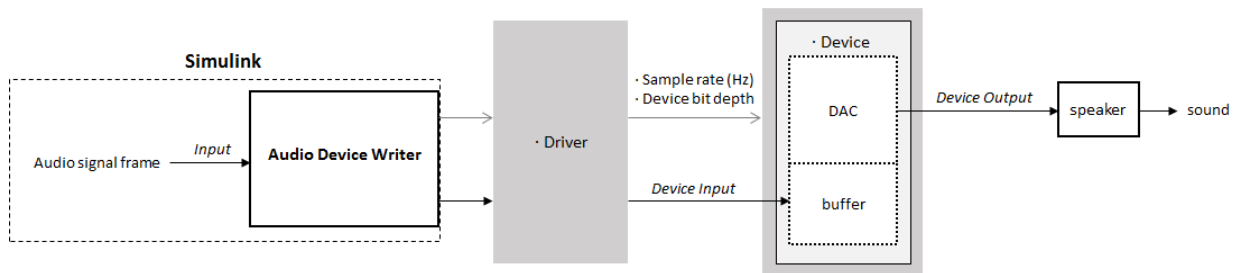 Simulink
Audio signal frame
Input
Audio Device Writer
· Driver
· Sample rate (Hz)
· Device bit depth
Device Input
· Device
DAC
buffer
Device Output
speaker
sound